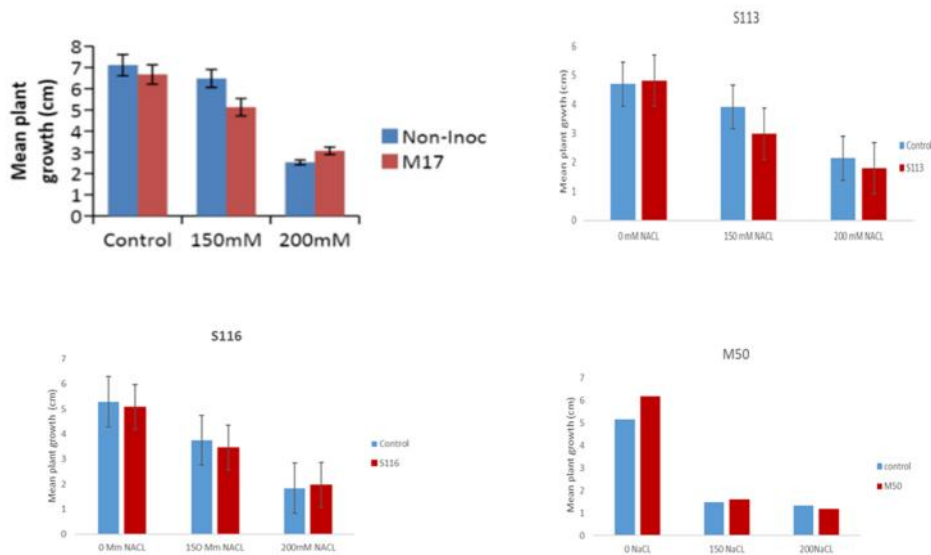 Mean plant
growth (cm)
8
7
6
5
4
3
2
1
0
Control 150mM 200mM
Non-Inoc
M17
S113
Mean plant grwth (cm)
6
5
4
3
2
1
0
0 mM NACL 150 mM NACL 200 mM NACL
Control
S113
S116
Mean plant growth (cm)
7
6
5
4
3
2
1
0
0 Mm NACL 15O Mm NACL 200mM NACL
Control
S116
M50
Mean plant growth (cm)
7
6
5
4
3
2
1
0
0 NaCL 150 NaCL 200NaCL
control
M50